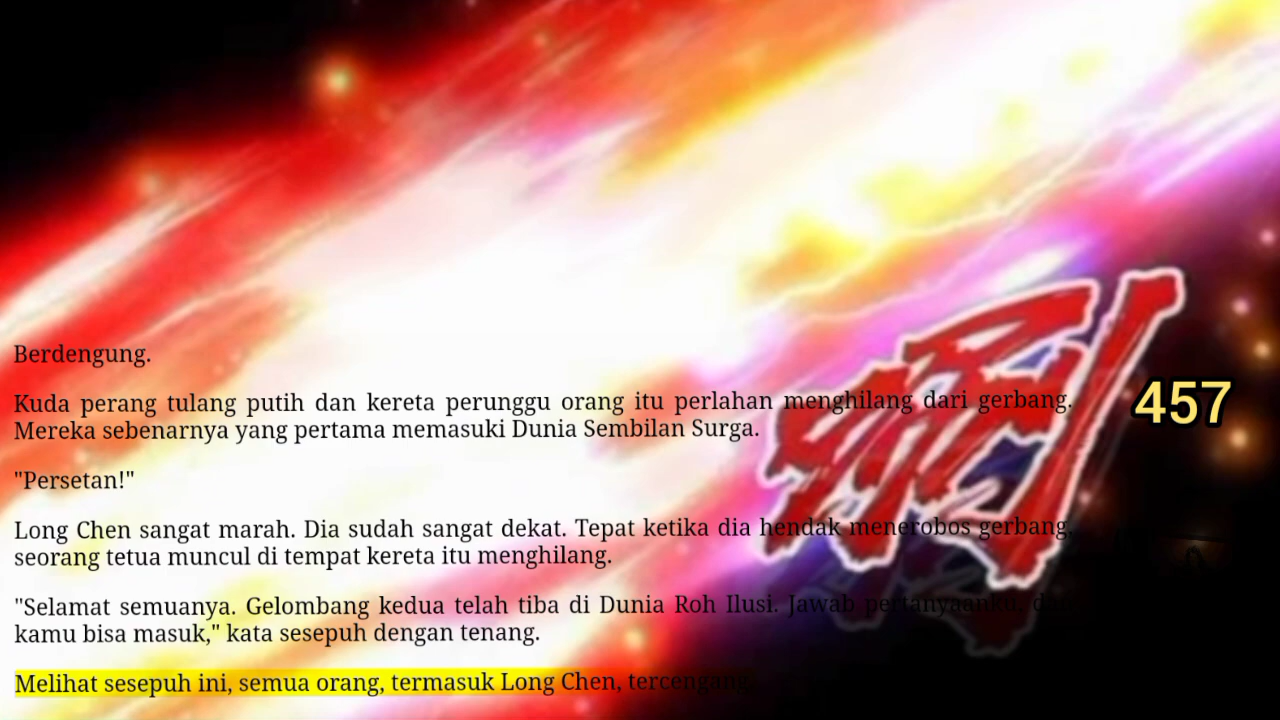 Berdengung.
Kuda perang tulang putih dan kereta perunggu orang itu perlahan menghilang dari gerbang.
Mereka sebenarnya yang pertama memasuki Dunia Sembilan Surga.
"Persetan!"
Long Chen sangat marah. Dia sudah sangat dekat. Tepat ketika dia hendak menerobos gerbang,
seorang tetua muncul di tempat kereta itu menghilang.
"Selamat semuanya. Gelombang kedua telah tiba di Dunia Roh Ilusi. Jawab pertanyaanku, dan
kamu bisa masuk," kata sesepuh dengan tenang.
Melihat sesepuh ini, semua orang, termasuk Long Chen, tercengang.
457